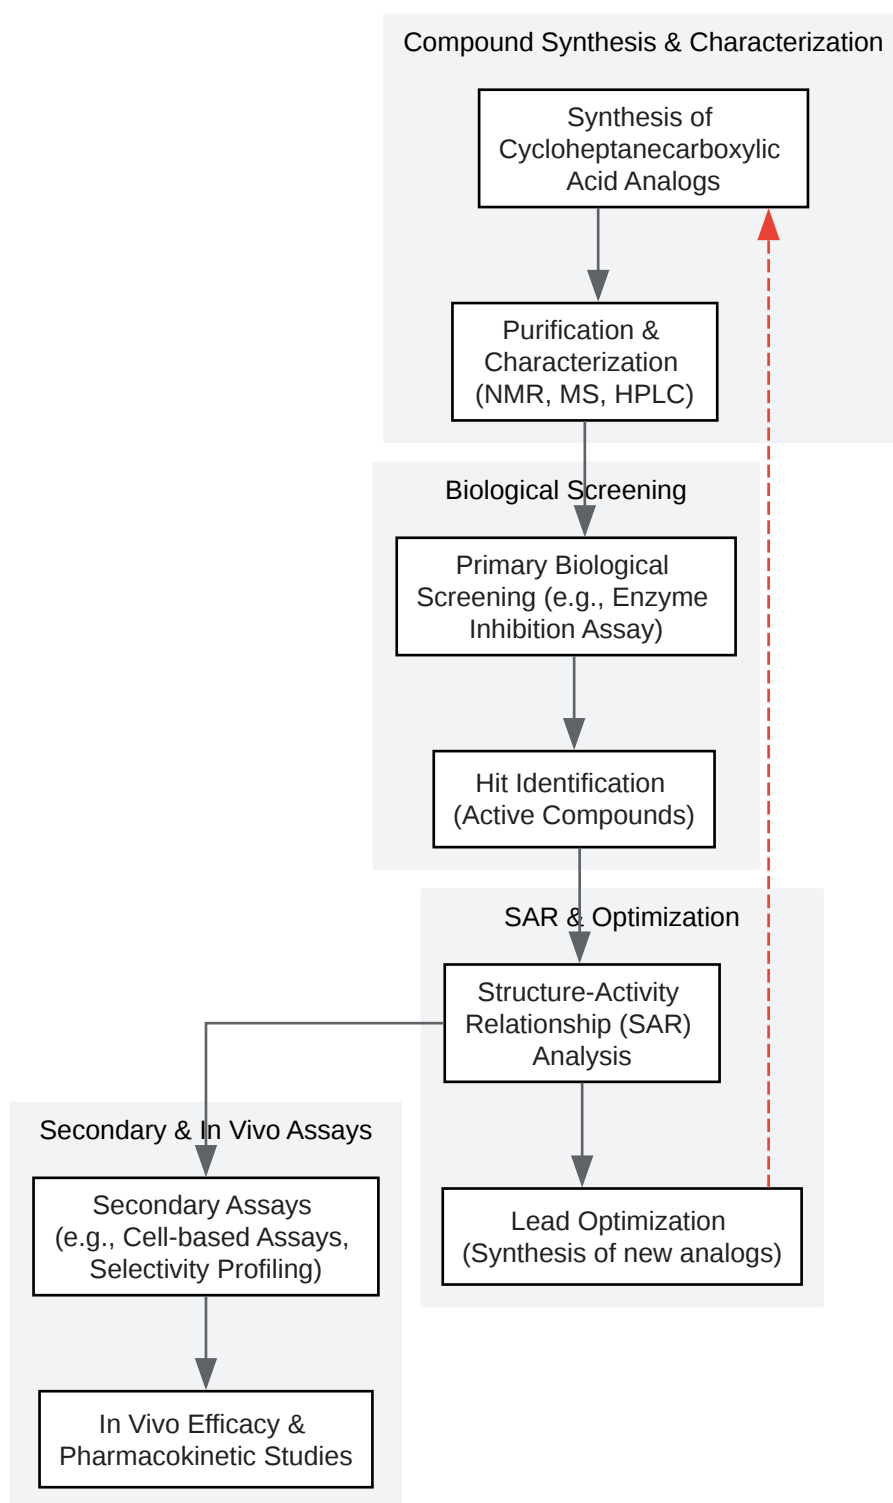 Compound Synthesis & Characterization
Synthesis of
Cycloheptanecarboxylic
Acid Analogs
Purification &
Characterization
(NMR, MS, HPLC)
Biological Screening
Primary Biological
Screening (e.g., Enzyme
Inhibition Assay)
Hit Identification
(Active Compounds)
SAR & Optimization
Structure-Activity
Relationship (SAR)
Analysis
Lead Optimization
(Synthesis of new analogs)
Secondary & In Vivo Assays
Secondary Assays
(e.g., Cell-based Assays,
Selectivity Profiling)
In Vivo Efficacy &
Pharmacokinetic Studies